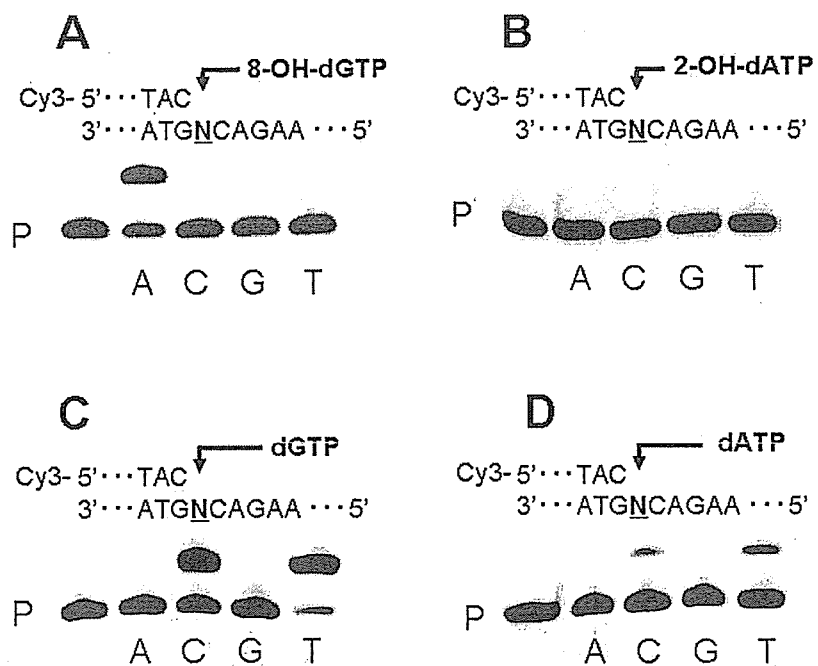 A
8-OH-dGTP
Cy3- 5'···TAC
3'···ATGNCAGAA ···5'
P
A C G T
B
2-OH-dATP
Cy3- 5'···TAC
3'···ATGNCAGAA ···5'
P
A C G T
C
dGTP
Cy3- 5'···TAC
3'···ATGNCAGAA ···5'
P
A C G T
D
dATP
Cy3- 5'···TAC
3'···ATGNCAGAA ···5'
P
A C G T